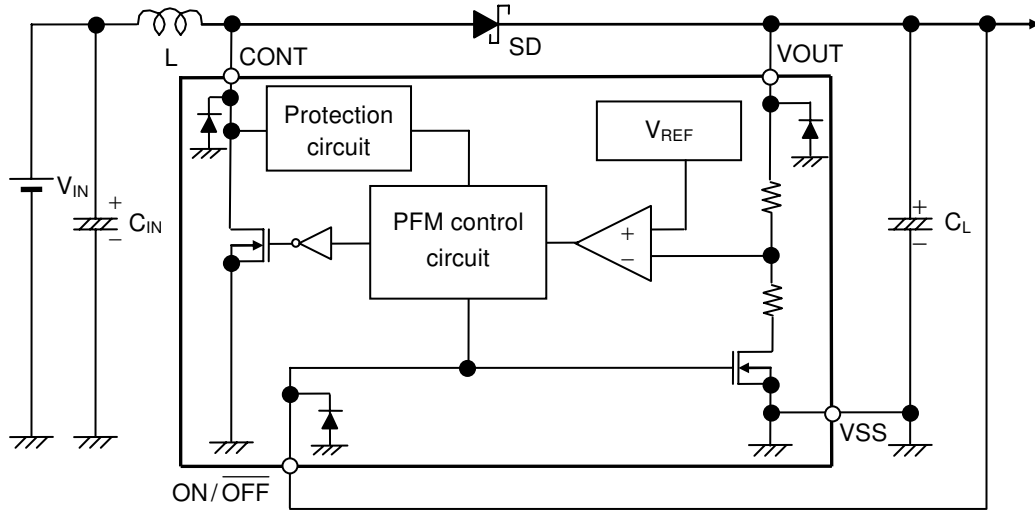 L
SD
CONT
VOUT
Protection
circuit
VREF
VIN
+
−
CIN
PFM control
circuit
+
−
+
−
CL
VSS
ON/OFF